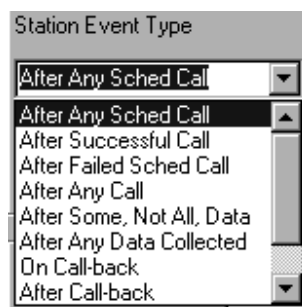 Station Event Type
After Any Sched Call
After Any Sched Call
After Successful Call
After Failed Sched Call
After Any Call
After Some, Not All, Data
After Any Data Collected
On Call-back
After Call-back